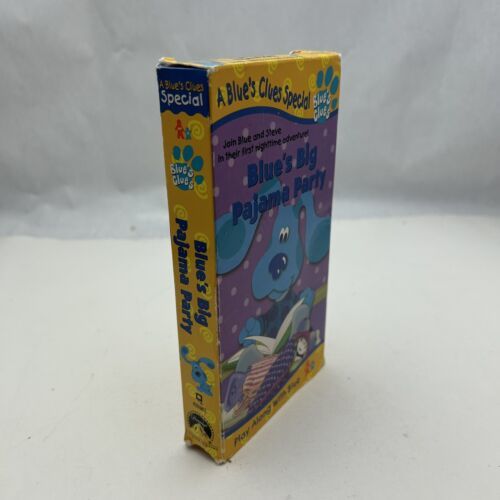 A Blue's Clues
Special
Blue's
Clues
Blue's Big
Pajama Party
A Blue's Clues Special
Blue's
Clues
Join Blue and Steve
in their first nighttime adventure!
Blue's Big
Pajama Party
Play Along With Blue